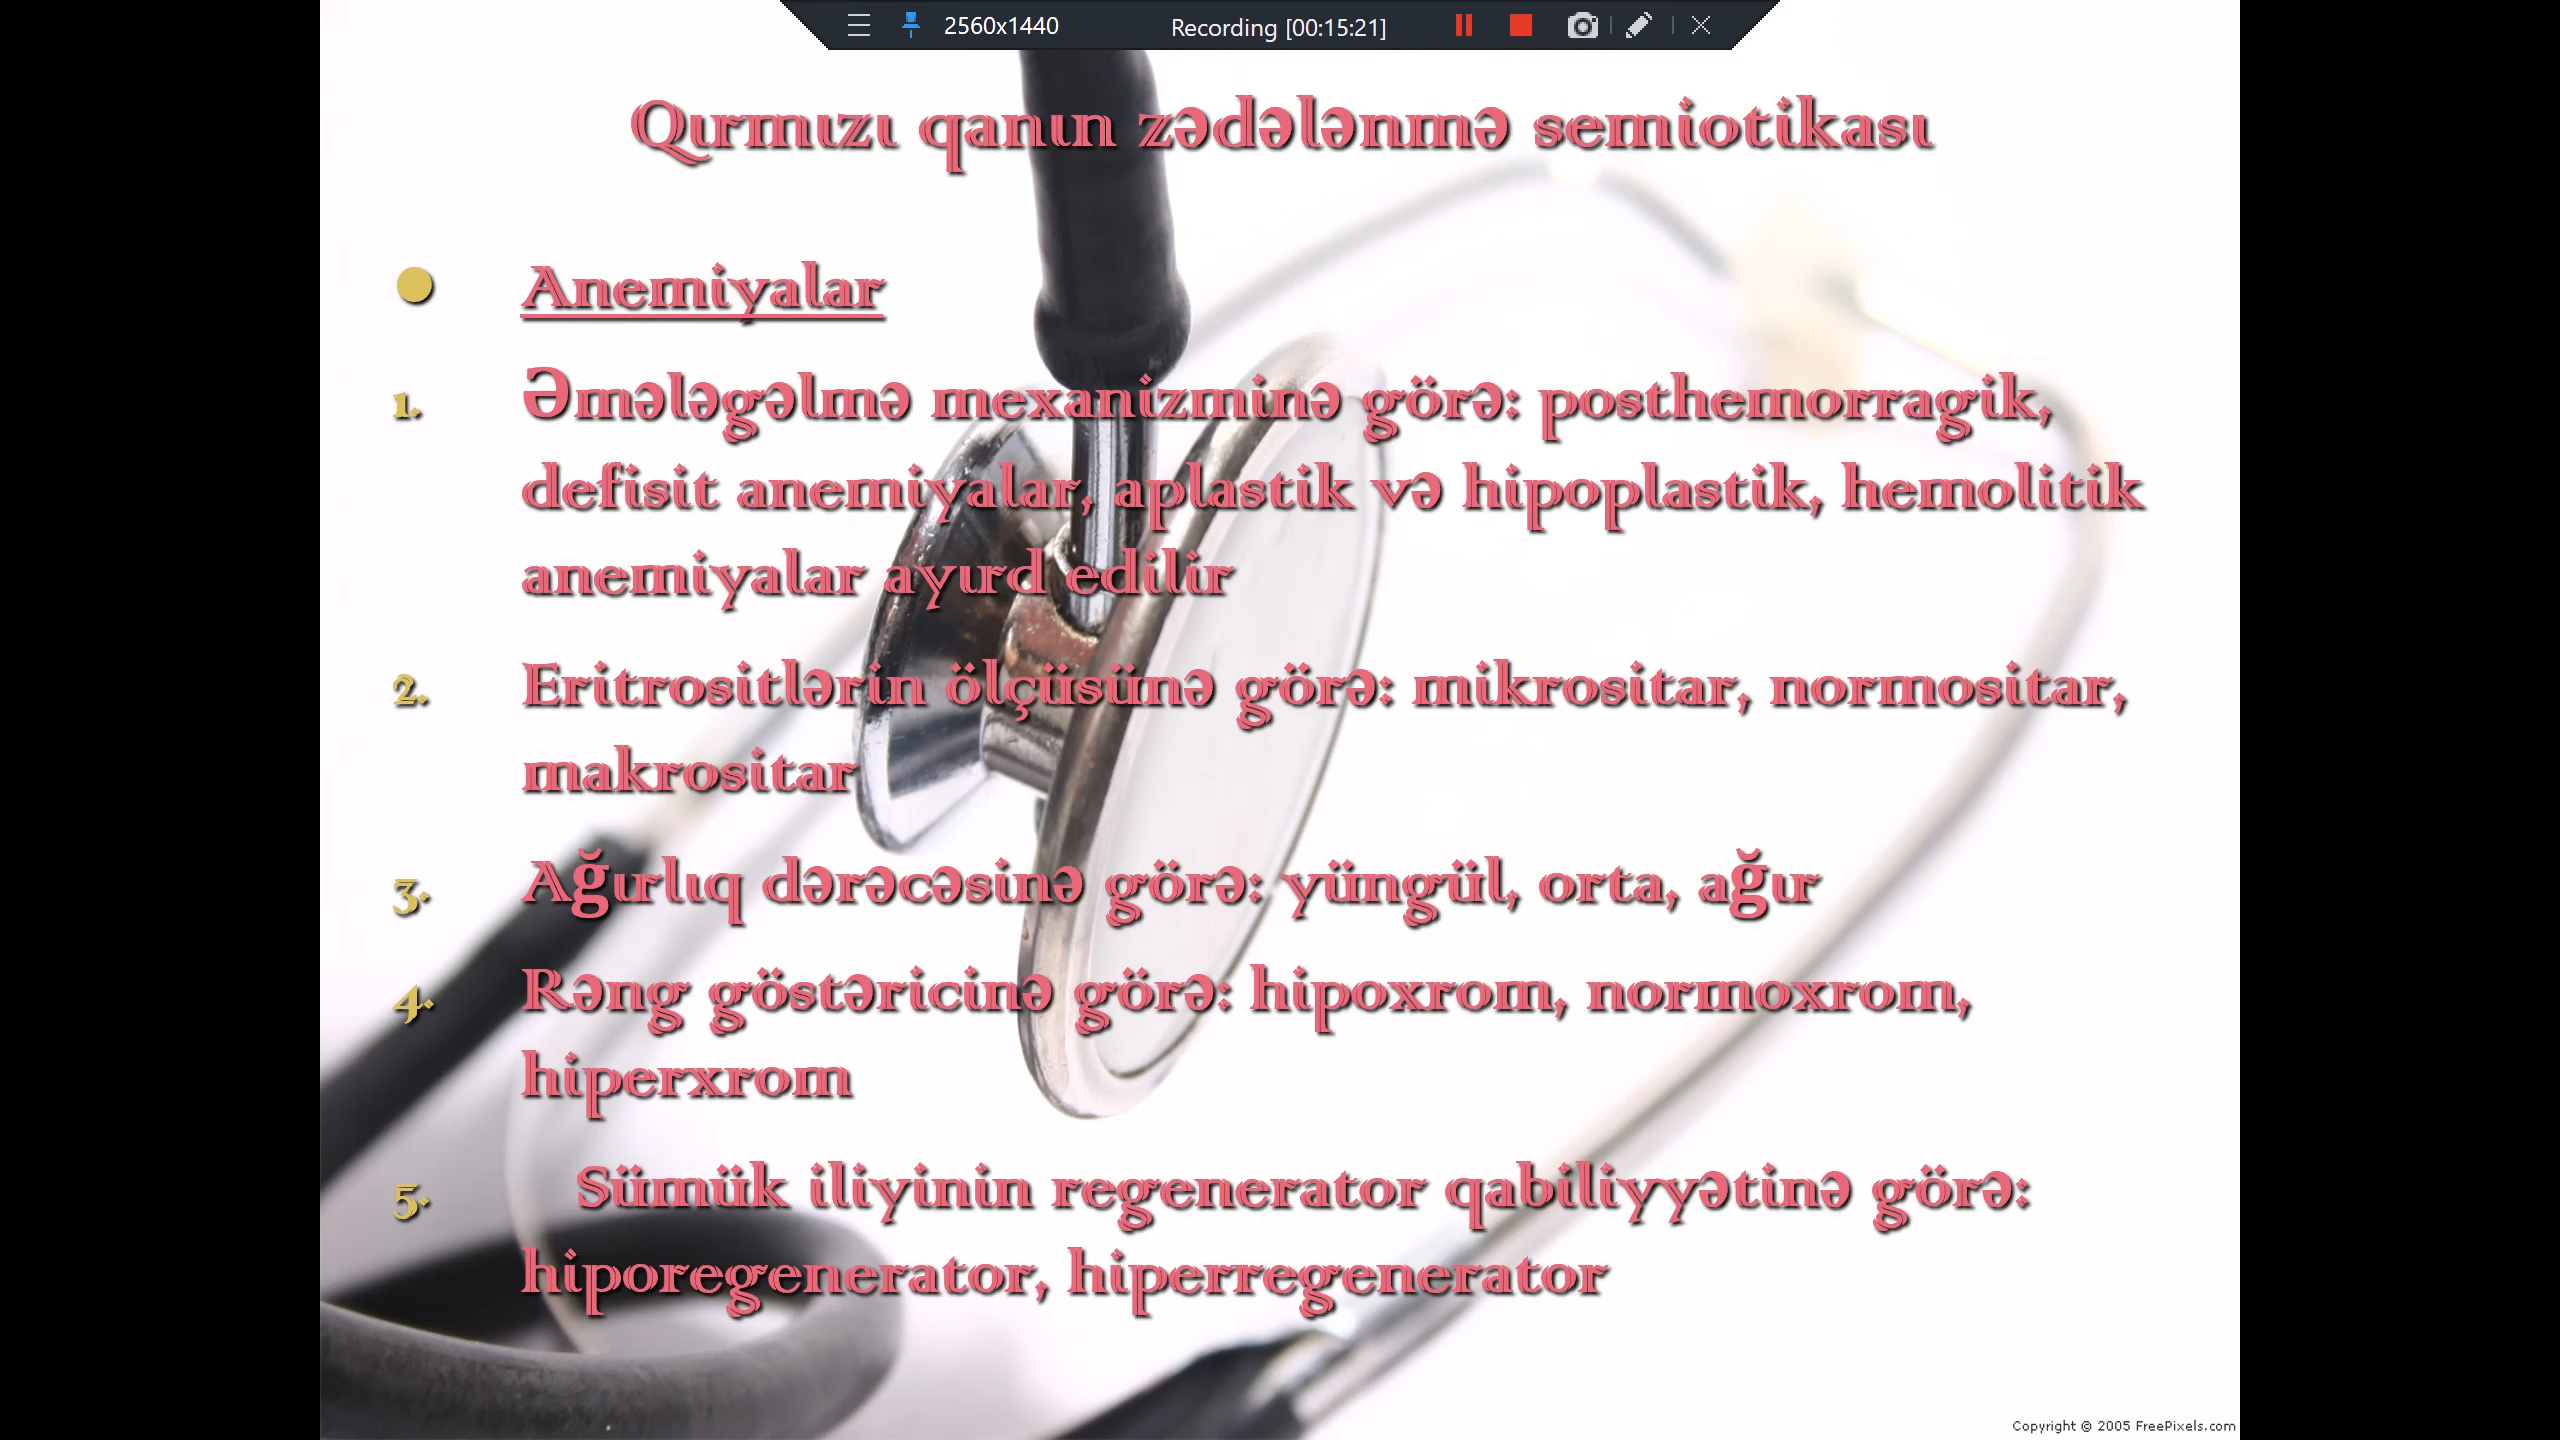 2560x1440 Recording [00:15:21]
Qırmızı qanın zədələnmə semiotikası
Anemiyalar
1. Əmələgəlmə mexanizminə görə: posthemorragik,
defisit anemiyalar, aplastik və hipoplastik, hemolitik
anemiyalar ayırd edilir
2. Eritrositlərin ölçüsünə görə: mikrositar, normositar,
makrositar
3. Ağırlıq dərəcəsinə görə: yüngül, orta, ağır
4. Rəng göstəricinə görə: hipoxrom, normoxrom,
hiperxrom
5. Sümük iliyinin regenerator qabiliyyətinə görə:
hiporegenerator, hiperregenerator
Copyright © 2005 FreePixels.com